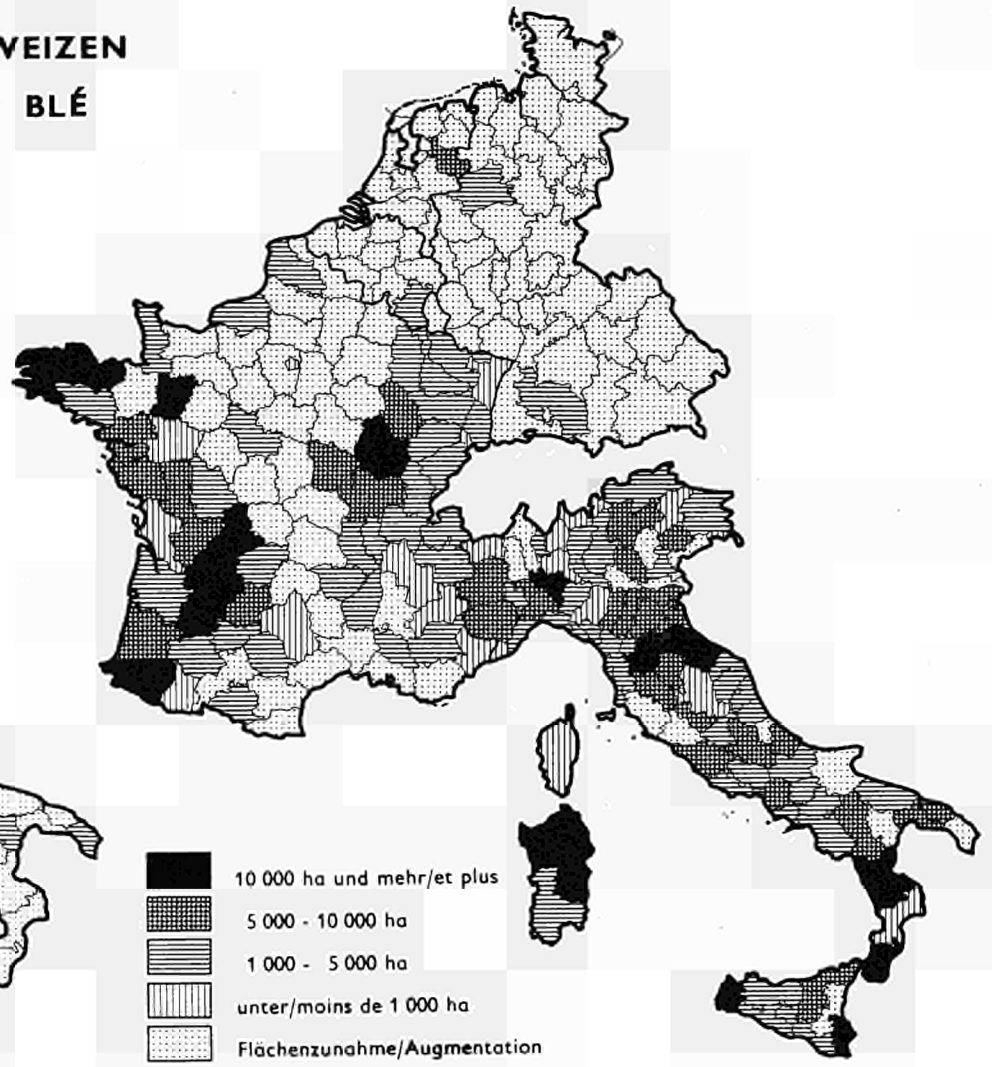 VEIZEN
BLÉ
10 000 ha und mehr/et plus
5 000 - 10 000 ha
1 000 - 5 000 ha
unter/moins de 1 000 ha
Flächenzunahme/Augmentation